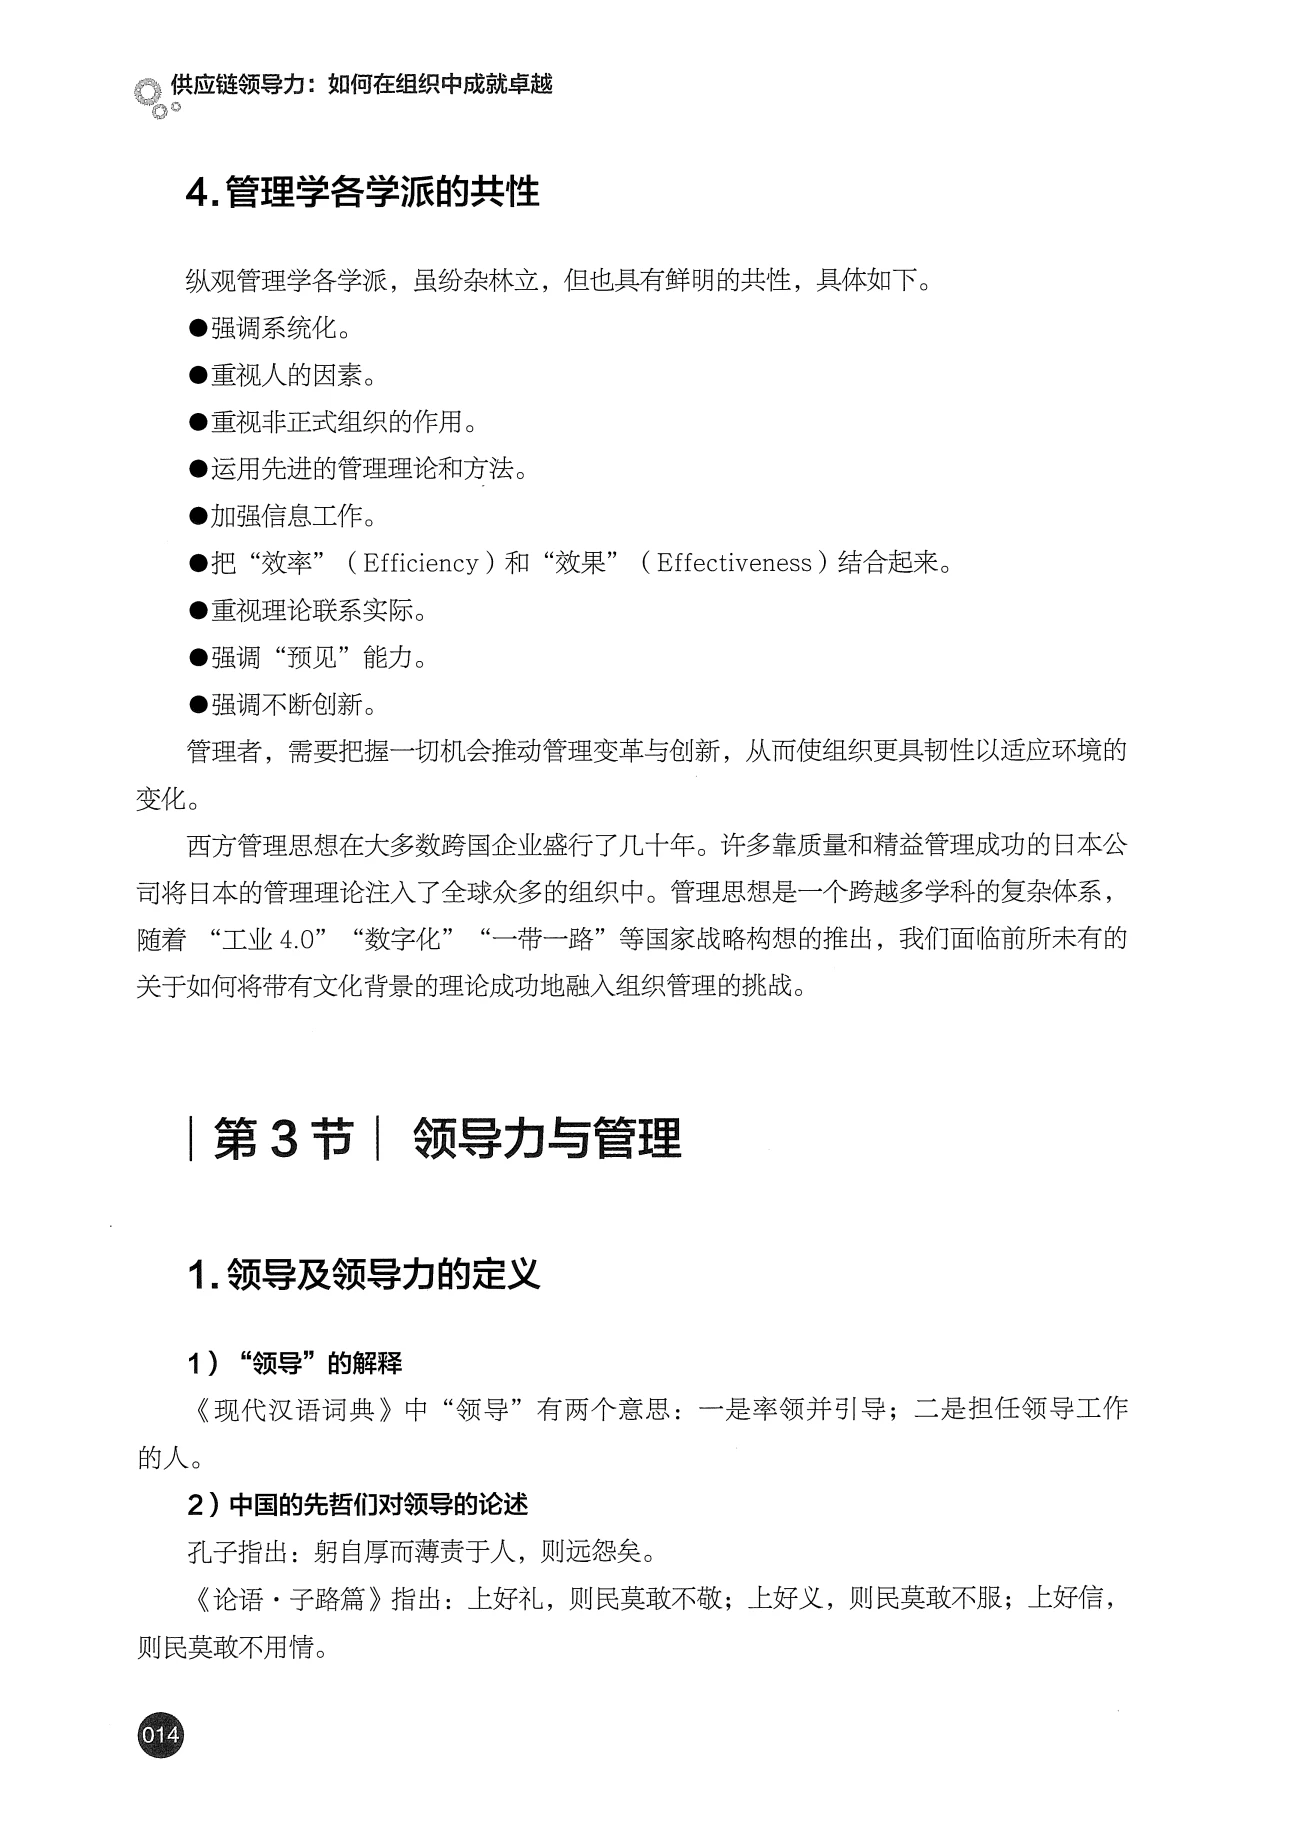 供应链领导力：如何在组织中成就卓越
4.管理学各学派的共性
纵观管理学各学派，虽纷杂林立，但也具有鲜明的共性，具体如下。
●强调系统化。
●重视人的因素。
●重视非正式组织的作用。
●运用先进的管理理论和方法。
●加强信息工作。
●把“效率”（Efficiency）和“效果”（Effectiveness）结合起来。
●重视理论联系实际。
●强调“预见”能力。
●强调不断创新。
管理者，需要把握一切机会推动管理变革与创新，从而使组织更具韧性以适应环境的
变化。
西方管理思想在大多数跨国企业盛行了几十年。许多靠质量和精益管理成功的日本公
司将日本的管理理论注入了全球众多的组织中。管理思想是一个跨越多学科的复杂体系，
随着 “工业 4.0”“数字化”“一带一路”等国家战略构想的推出，我们面临前所未有的
关于如何将带有文化背景的理论成功地融入组织管理的挑战。
|第 3 节| 领导力与管理
1.领导及领导力的定义
1）“领导”的解释
《现代汉语词典》中“领导”有两个意思：一是率领并引导；二是担任领导工作
的人。
2）中国的先哲们对领导的论述
孔子指出：躬自厚而薄责于人，则远怨矣。
《论语·子路篇》指出：上好礼，则民莫敢不敬；上好义，则民莫敢不服；上好信，
则民莫敢不用情。
014